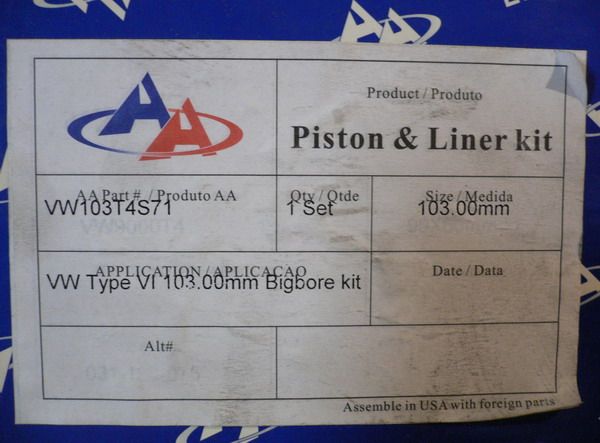 AA
Product / Produto
Piston & Liner kit
AA Part # / Produto AA
VW103T4S71
Qty / Qtde
1 Set
Size / Medida
103.00mm
APPLICATION / APLICACAO
VW Type VI 103.00mm Bigbore kit
Date / Data
Alt#
Assemble in USA with foreign parts